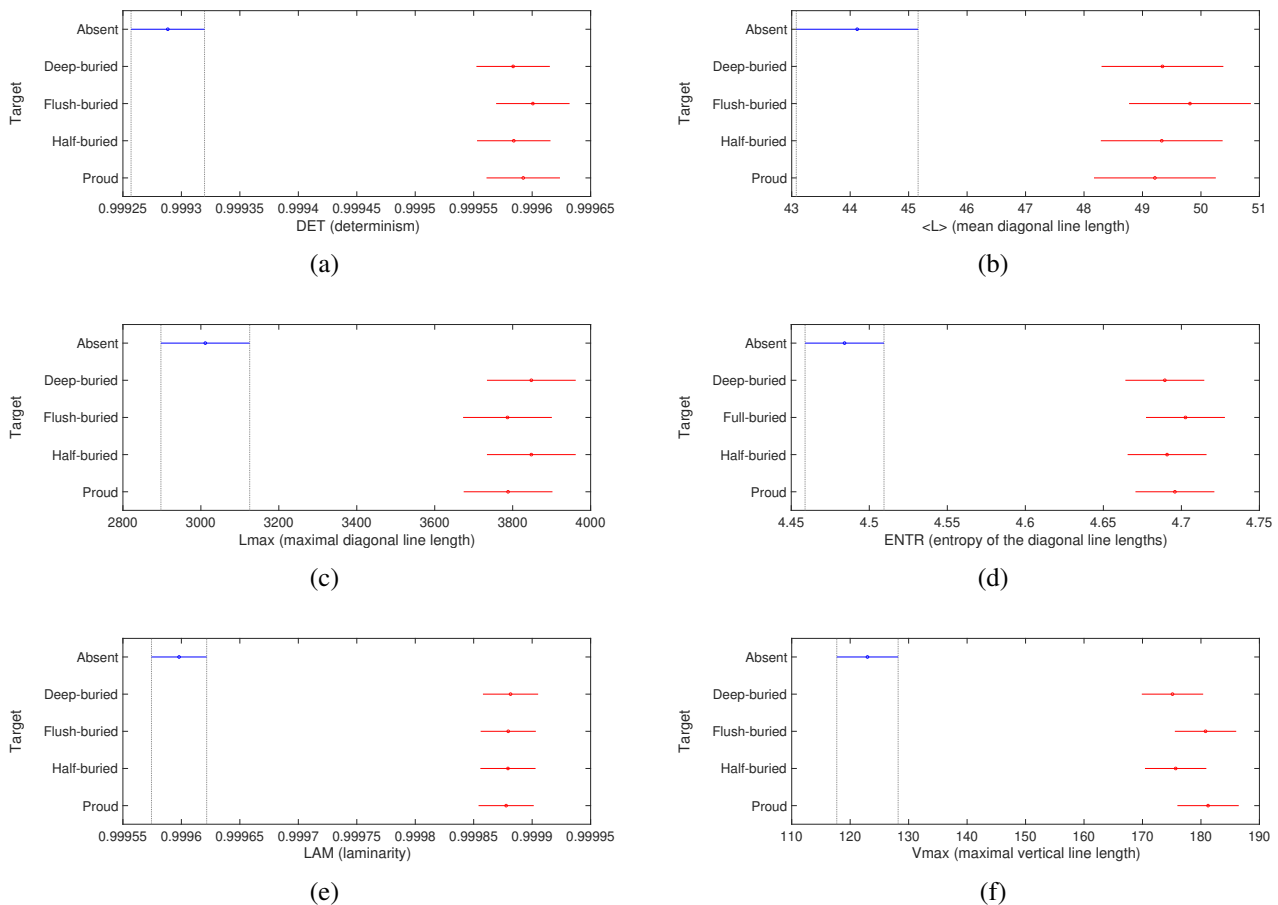 Absent
Deep-buried
Flush-buried
Half-buried
Proud
Target
0.99925 0.9993 0.99935 0.9994 0.99945 0.9995 0.99955 0.9996 0.99965
DET (determinism)
(a)
Absent
Deep-buried
Flush-buried
Half-buried
Proud
Target
43 44 45 46 47 48 49 50 51
<L> (mean diagonal line length)
(b)
Absent
Deep-buried
Flush-buried
Half-buried
Proud
Target
2800 3000 3200 3400 3600 3800 4000
Lmax (maximal diagonal line length)
(c)
Absent
Deep-buried
Full-buried
Half-buried
Proud
Target
4.45 4.5 4.55 4.6 4.65 4.7 4.75
ENTR (entropy of the diagonal line lengths)
(d)
Absent
Deep-buried
Flush-buried
Half-buried
Proud
Target
0.99955 0.9996 0.99965 0.9997 0.99975 0.9998 0.99985 0.9999 0.99995
LAM (laminarity)
(e)
Absent
Deep-buried
Flush-buried
Half-buried
Proud
Target
110 120 130 140 150 160 170 180 190
Vmax (maximal vertical line length)
(f)